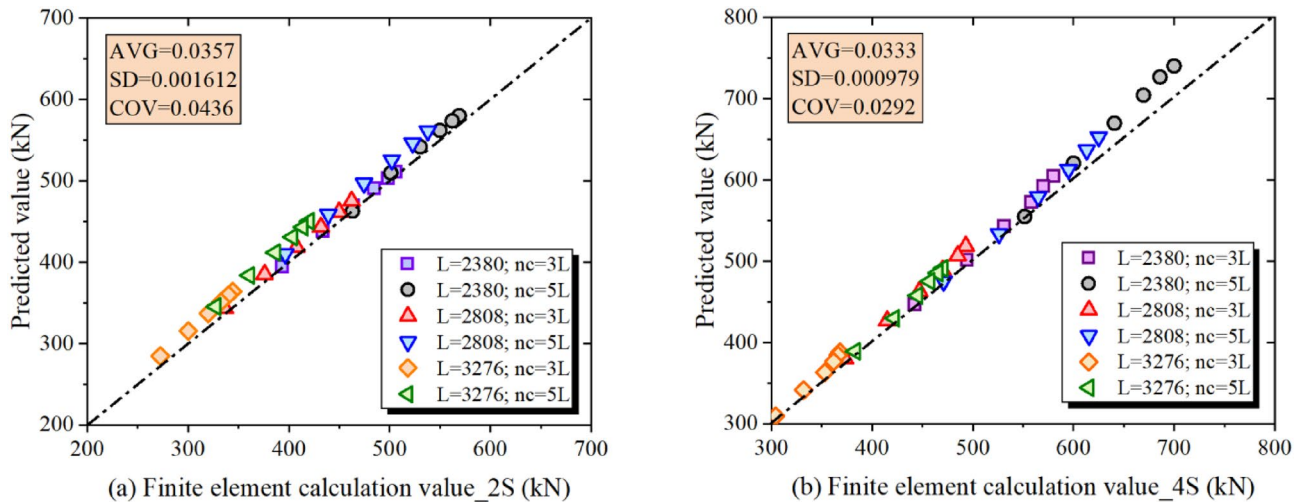 700
600
500
400
300
200
Predicted value (kN)
AVG=0.0357
SD=0.001612
COV=0.0436
L=2380; nc=3L
L=2380; nc=5L
L=2808; nc=3L
L=2808; nc=5L
L=3276; nc=3L
L=3276; nc=5L
200 300 400 500 600 700
(a) Finite element calculation value_2S (kN)
800
700
600
500
400
300
Predicted value (kN)
AVG=0.0333
SD=0.000979
COV=0.0292
L=2380; nc=3L
L=2380; nc=5L
L=2808; nc=3L
L=2808; nc=5L
L=3276; nc=3L
L=3276; nc=5L
300 400 500 600 700 800
(b) Finite element calculation value_4S (kN)